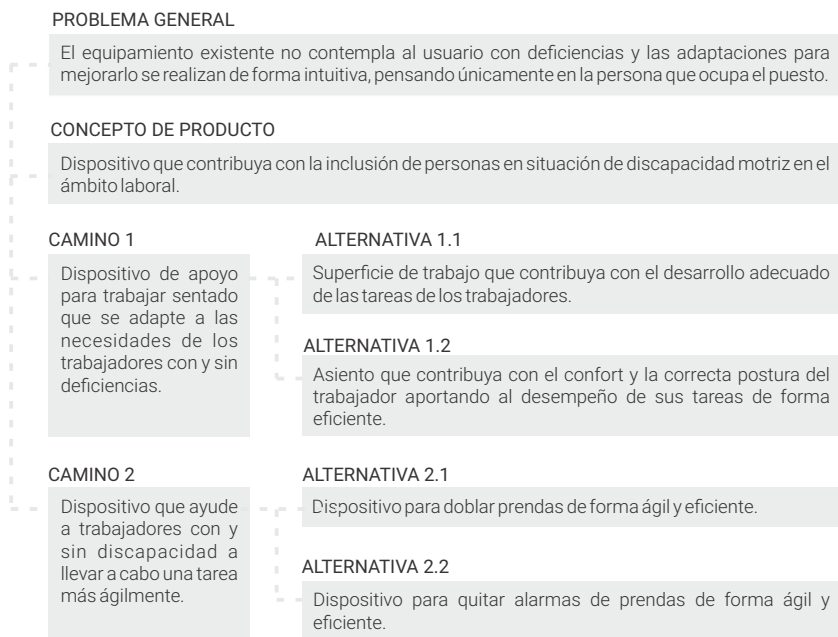 PROBLEMA GENERAL
El equipamiento existente no contempla al usuario con deficiencias y las adaptaciones para
mejorarlo se realizan de forma intuitiva, pensando únicamente en la persona que ocupa el puesto.
CONCEPTO DE PRODUCTO
Dispositivo que contribuya con la inclusión de personas en situación de discapacidad motriz en el
ámbito laboral.
CAMINO 1
Dispositivo de apoyo
para trabajar sentado
que se adapte a las
necesidades de los
trabajadores con y sin
deficiencias.
ALTERNATIVA 1.1
Superficie de trabajo que contribuya con el desarrollo adecuado
de las tareas de los trabajadores.
ALTERNATIVA 1.2
Asiento que contribuya con el confort y la correcta postura del
trabajador aportando al desempeño de sus tareas de forma
eficiente.
CAMINO 2
Dispositivo que ayude
a trabajadores con y
sin discapacidad a
llevar a cabo una tarea
más ágilmente.
ALTERNATIVA 2.1
Dispositivo para doblar prendas de forma ágil y eficiente.
ALTERNATIVA 2.2
Dispositivo para quitar alarmas de prendas de forma ágil y
eficiente.